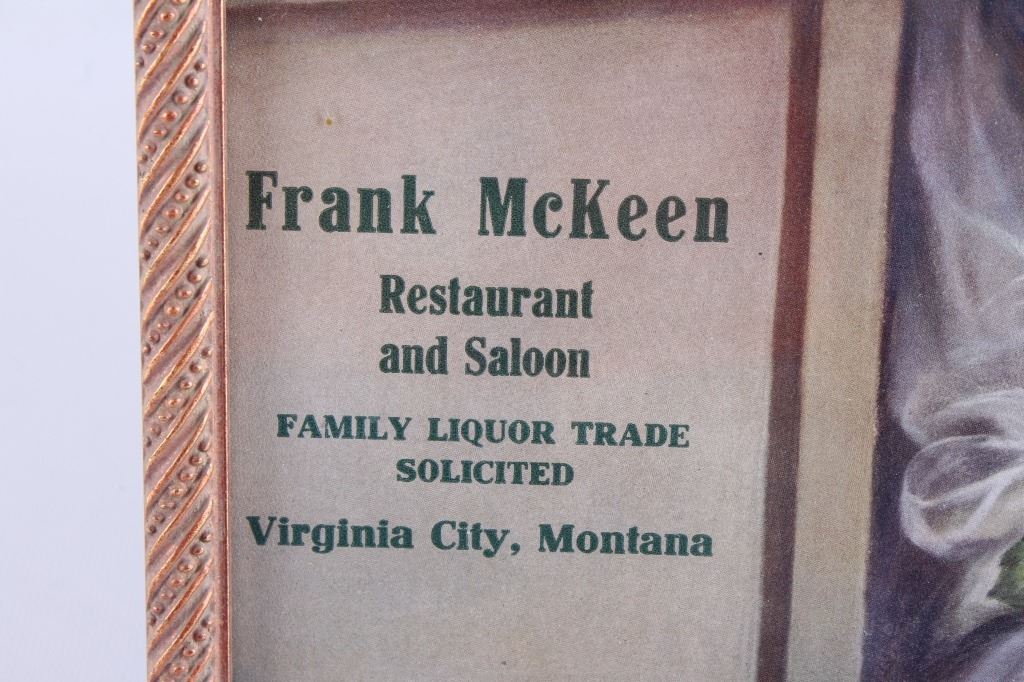 Frank McKeen
Restaurant
and Saloon
FAMILY LIQUOR TRADE
SOLICITED
Virginia City, Montana